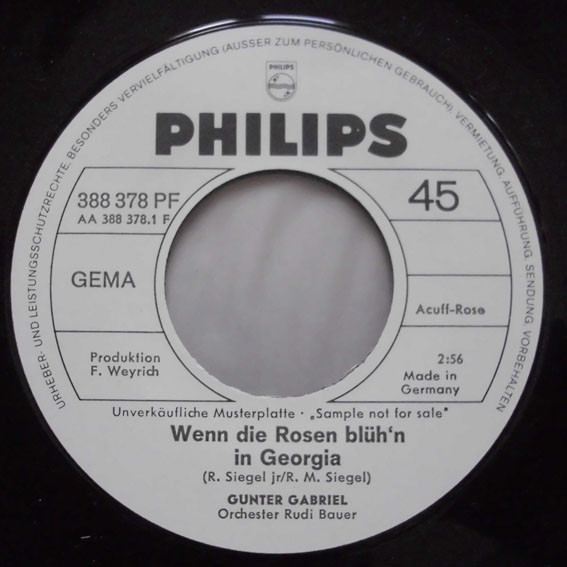 URHEBER- UND LEISTUNGSSCHUTZRECHTE, BESONDERS VERVIELFÄLTIGUNG (AUSSER ZUM PERSÖNLICHEN GEBRAUCH), VERMIETUNG, AUFFÜHRUNG, SENDUNG, VORBEHALTEN
PHILIPS
PHILIPS
388 378 PF
AA 388 378.1 F
45
GEMA
Acuff-Rose
Produktion
F. Weyrich
2:56
Made in
Germany
Unverkäufliche Musterplatte · „Sample not for sale"
Wenn die Rosen blüh'n
in Georgia
(R. Siegel jr/R. M. Siegel)
GUNTER GABRIEL
Orchester Rudi Bauer